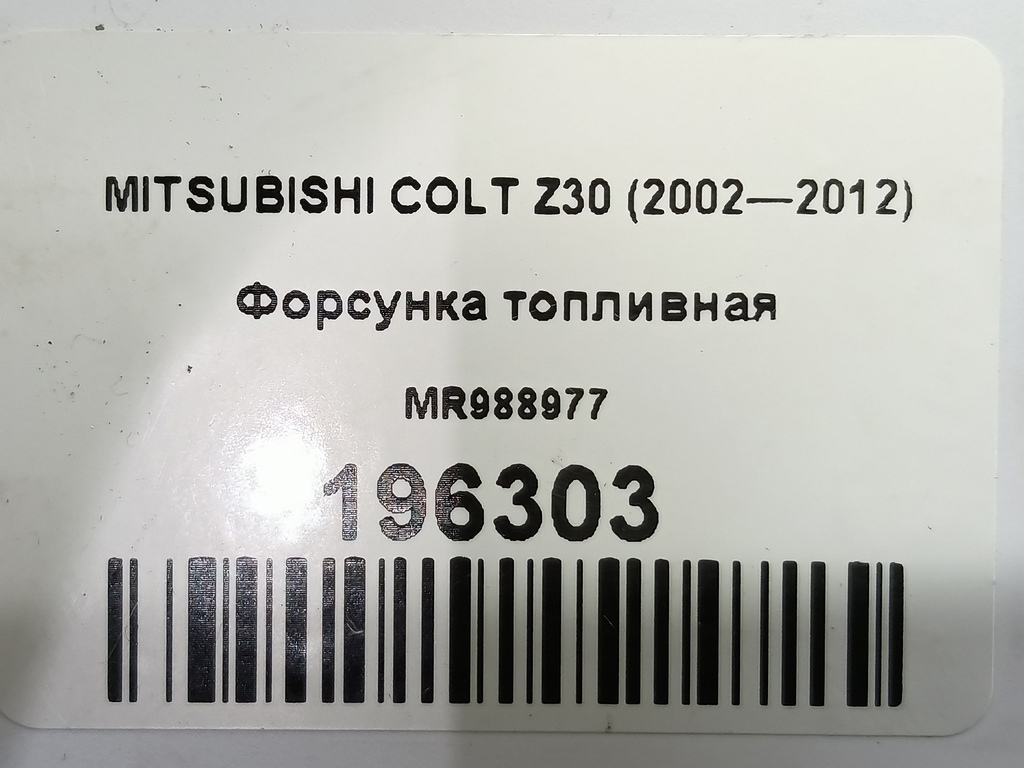 MITSUBISHI COLT Z30 (2002—2012)
Форсунка топливная
MR988977
196303